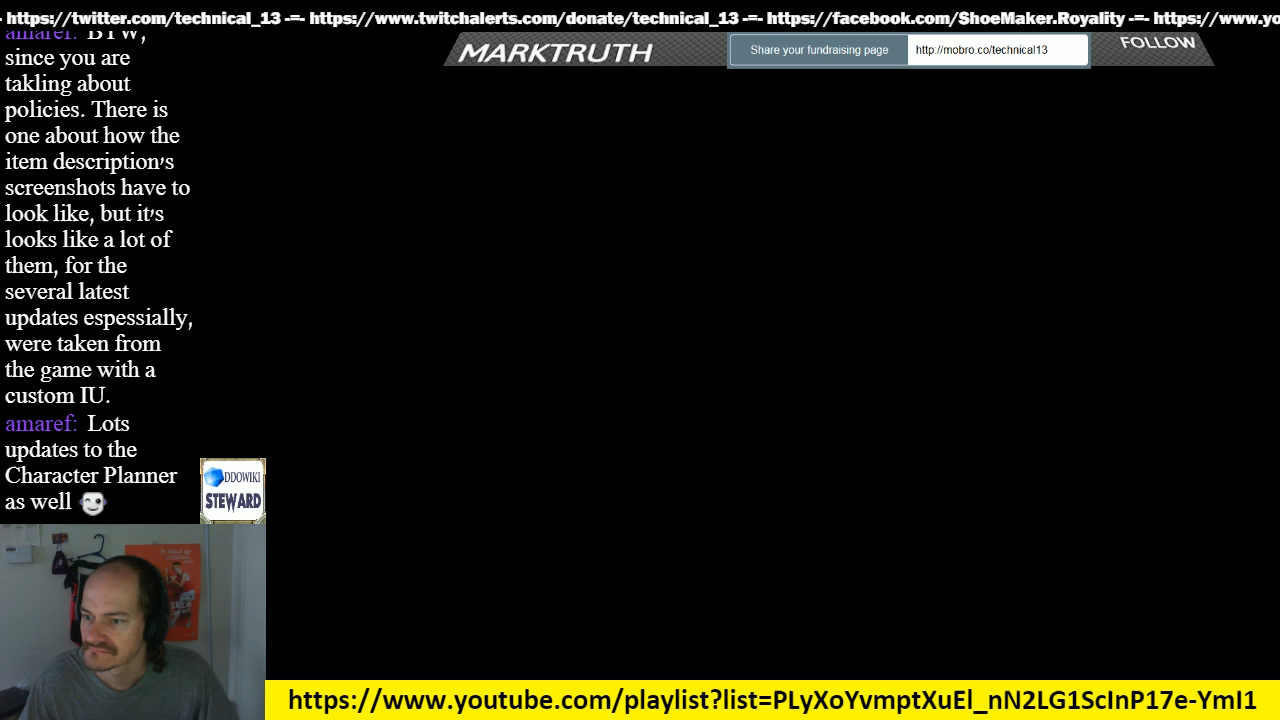 - https://twitter.com/technical_13 -=- https://www.twitchalerts.com/donate/technical_13 -=- https://facebook.com/ShoeMaker.Royality -=- https://www.yo
amaref: BTW,
since you are
takling about
policies. There is
one about how the
item description's
screenshots have to
look like, but it's
looks like a lot of
them, for the
several latest
updates espessially,
were taken from
the game with a
custom IU.
amaref: Lots
updates to the
Character Planner
as well
MARKTRUTH
Share your fundraising page
http://mobro.co/technical13
FOLLOW
DDOWIKI
STEWARD
https://www.youtube.com/playlist?list=PLyXoYvmptXuEl_nN2LG1ScInP17e-YmI1